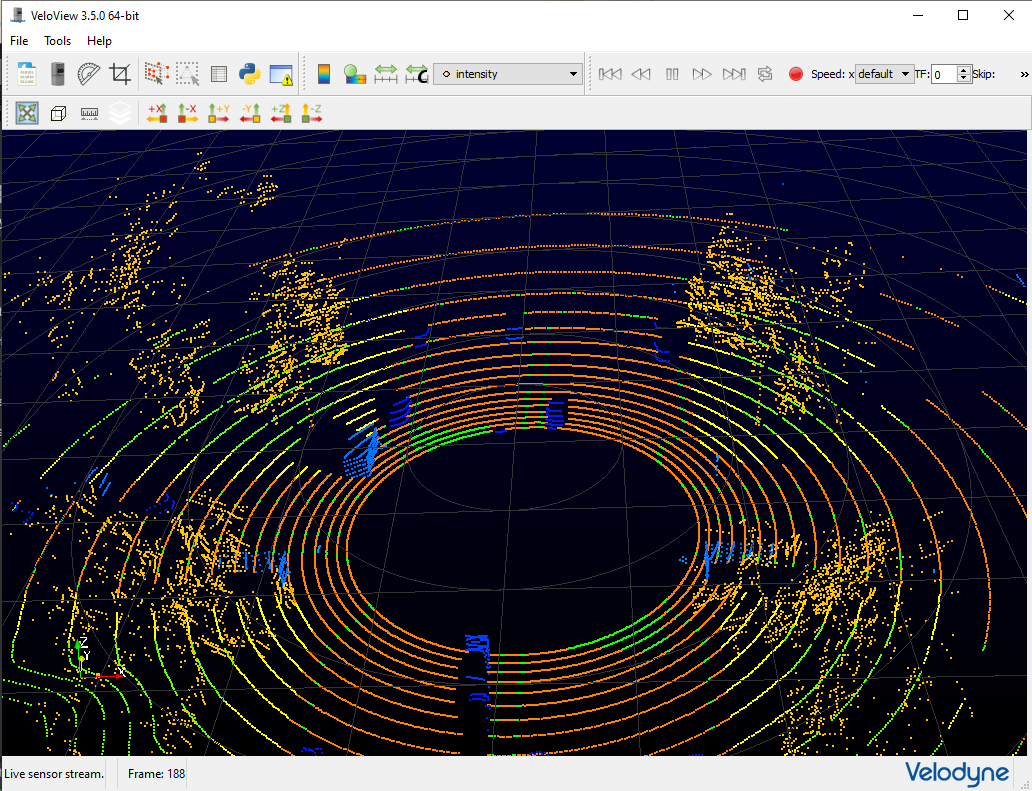 VeloView 3.5.0 64-bit
File Tools Help
intensity Speed: x default TF: 0 Skip: »
+X -X +Y -Y +Z -Z
Z
Y
X
Live sensor stream. Frame: 188 Velodyne